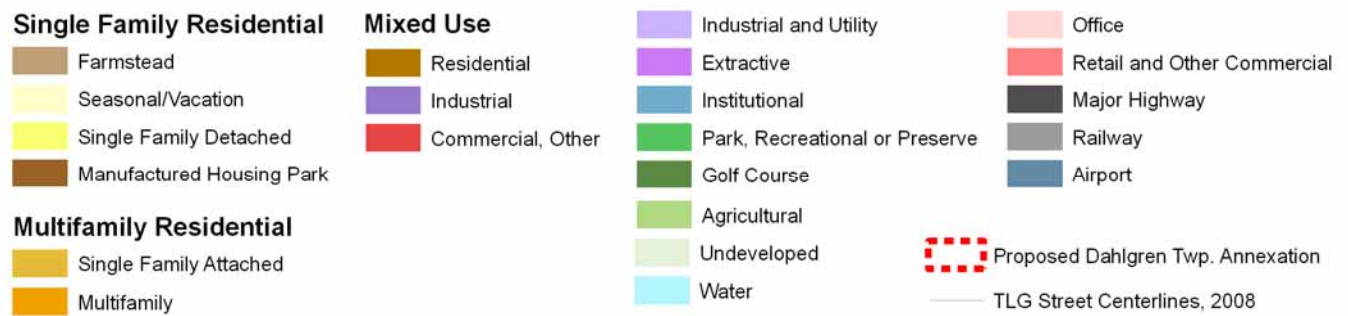 Single Family Residential
Farmstead
Seasonal/Vacation
Single Family Detached
Manufactured Housing Park
Multifamily Residential
Single Family Attached
Multifamily
Mixed Use
Residential
Industrial
Commercial, Other
Industrial and Utility
Extractive
Institutional
Park, Recreational or Preserve
Golf Course
Agricultural
Undeveloped
Water
Office
Retail and Other Commercial
Major Highway
Railway
Airport
Proposed Dahlgren Twp. Annexation
TLG Street Centerlines, 2008